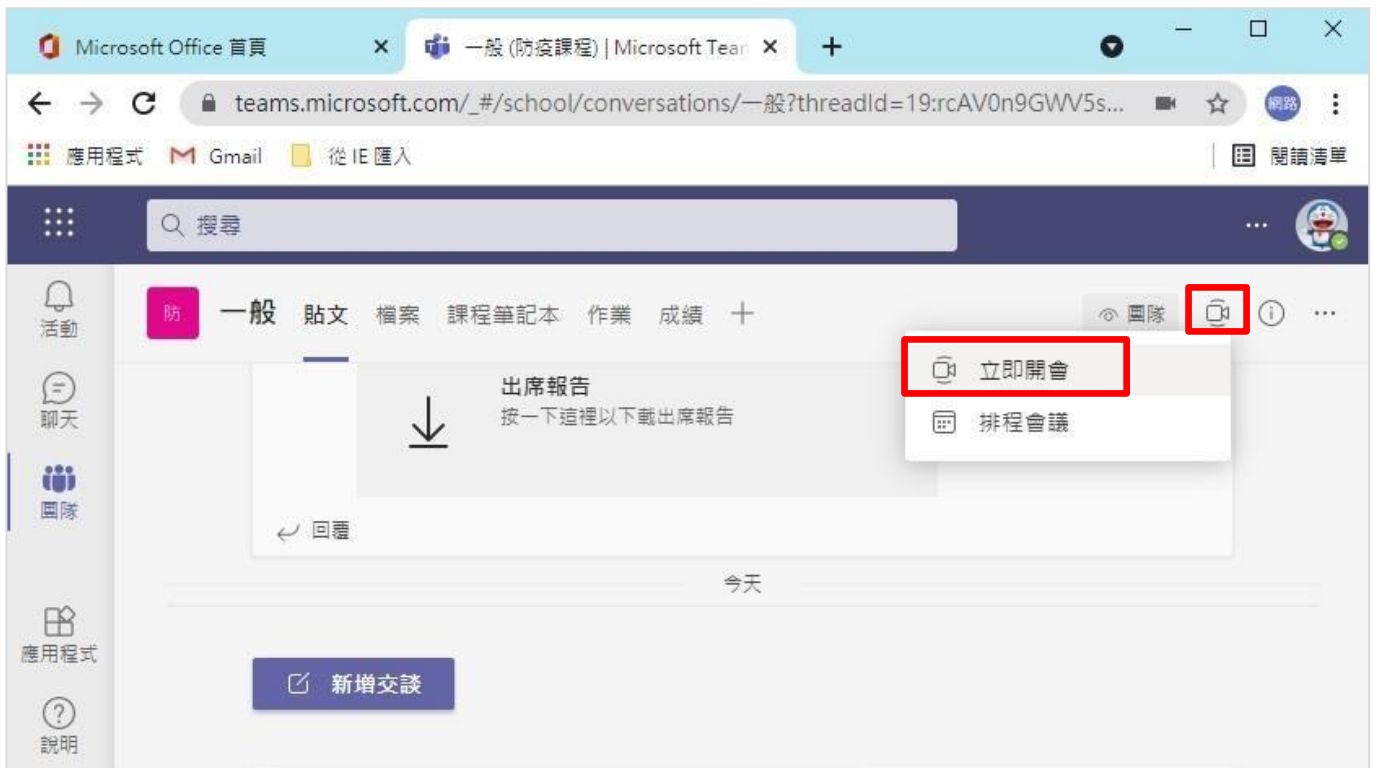 Microsoft Office 首頁
一般 (防疫課程) | Microsoft Tean
teams.microsoft.com/_#/school/conversations/一般?threadId=19:rcAV0n9GWV5s...
網路
應用程式 Gmail 從 IE 匯入 閱讀清單
搜尋
活動
防 一般 貼文 檔案 課程筆記本 作業 成績 團隊
立即開會
排程會議
聊天
出席報告
按一下這裡以下載出席報告
團隊
回覆
今天
應用程式
新增交談
說明